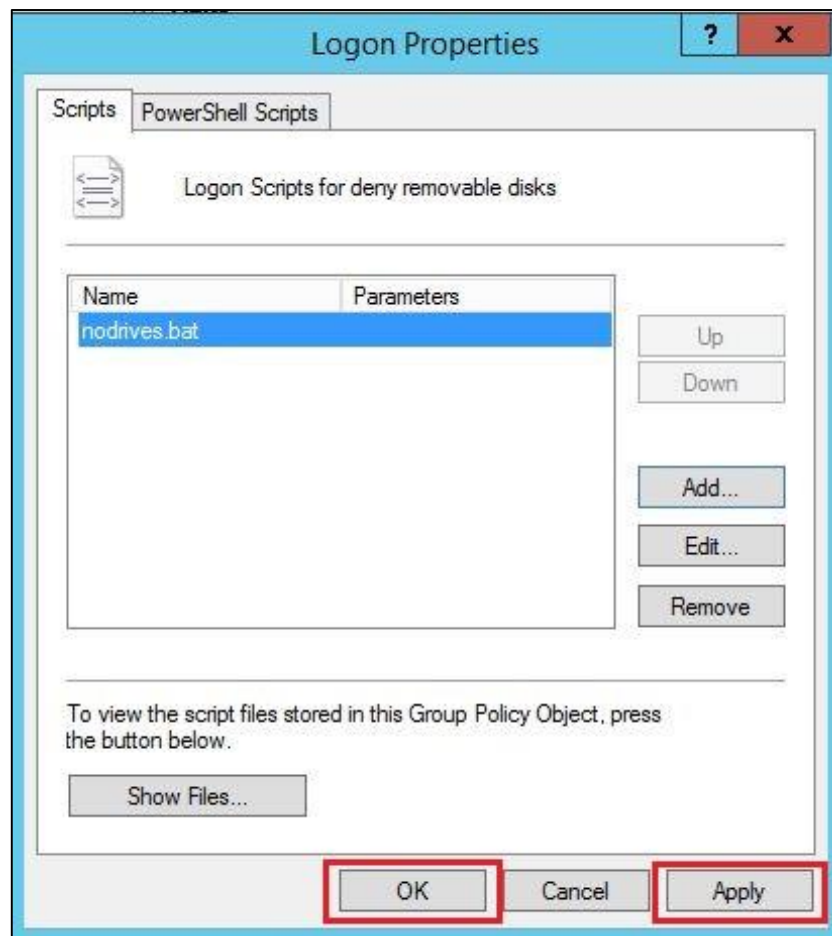 Logon Properties
?
x
Scripts
PowerShell Scripts
Logon Scripts for deny removable disks
Name
Parameters
nodrives.bat
Up
Down
Add...
Edit...
Remove
To view the script files stored in this Group Policy Object, press
the button below.
Show Files...
OK
Cancel
Apply